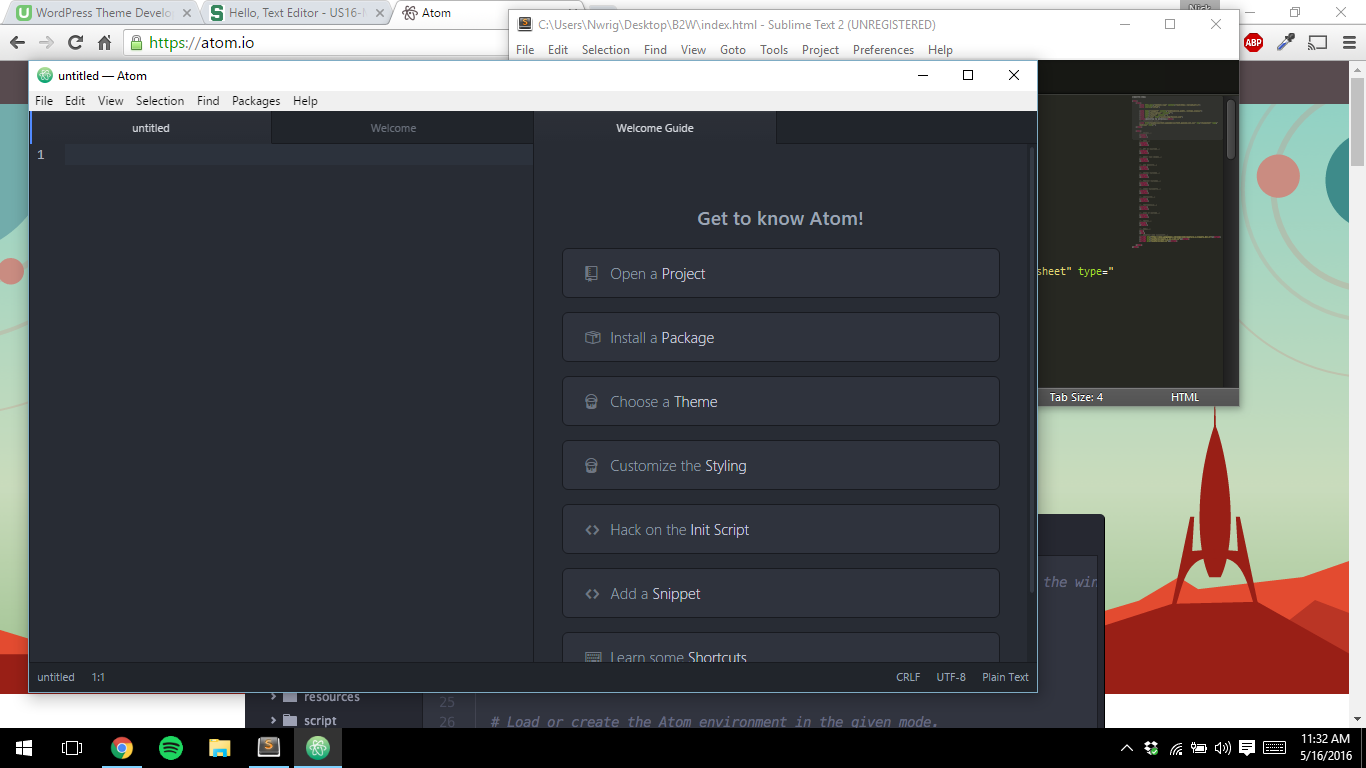 WordPress Theme Develo
Hello, Text Editor - US16-
Atom
Nick
https://atom.io
ABP
C:\Users\Nwrig\Desktop\B2W\index.html - Sublime Text 2 (UNREGISTERED)
File Edit Selection Find View Goto Tools Project Preferences Help
untitled — Atom
File Edit View Selection Find Packages Help
untitled Welcome Welcome Guide
1
Get to know Atom!
Open a Project
Install a Package
Choose a Theme
Customize the Styling
Hack on the Init Script
Add a Snippet
Learn some Shortcuts
untitled 1:1 CRLF UTF-8 Plain Text
sheet" type="
Tab Size: 4 HTML
the win
resources
script
25
26 # Load or create the Atom environment in the given mode.
11:32 AM
5/16/2016